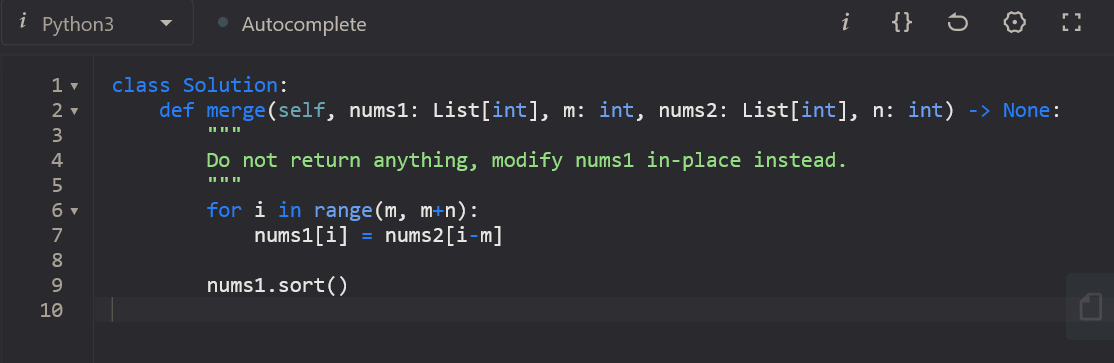 i Python3 Autocomplete i {}
1 class Solution:
2 def merge(self, nums1: List[int], m: int, nums2: List[int], n: int) -> None:
3 """
4 Do not return anything, modify nums1 in-place instead.
5 """
6 for i in range(m, m+n):
7 nums1[i] = nums2[i-m]
8
9 nums1.sort()
10